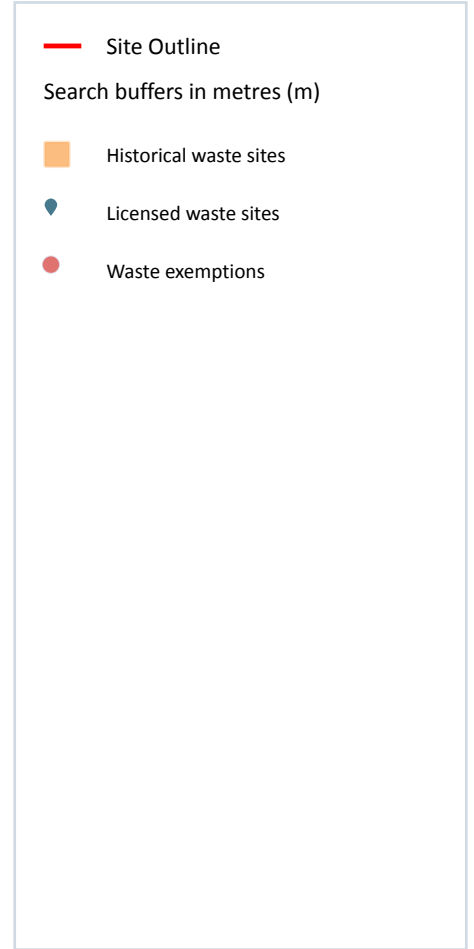 Site Outline
Search buffers in metres (m)
Historical waste sites
Licensed waste sites
Waste exemptions